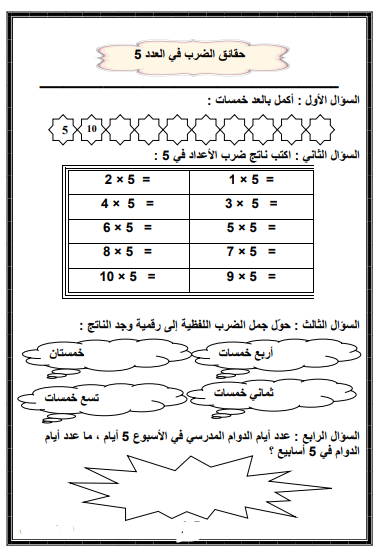 حقائق الضرب في العدد 5
السؤال الأول : أكمل بالعد خمسات :
5 10
السؤال الثاني : اكتب ناتج ضرب الأعداد في 5 :
1 × 5 = 2 × 5 =
3 × 5 = 4 × 5 =
5 × 5 = 6 × 5 =
7 × 5 = 8 × 5 =
9 × 5 = 10 × 5 =
السؤال الثالث : حوّل جمل الضرب اللفظية إلى رقمية وجد الناتج :
أربع خمسات خمستان
ثماني خمسات تسع خمسات
السؤال الرابع : عدد أيام الدوام المدرسي في الأسبوع 5 أيام ، ما عدد أيام
الدوام في 5 أسابيع ؟